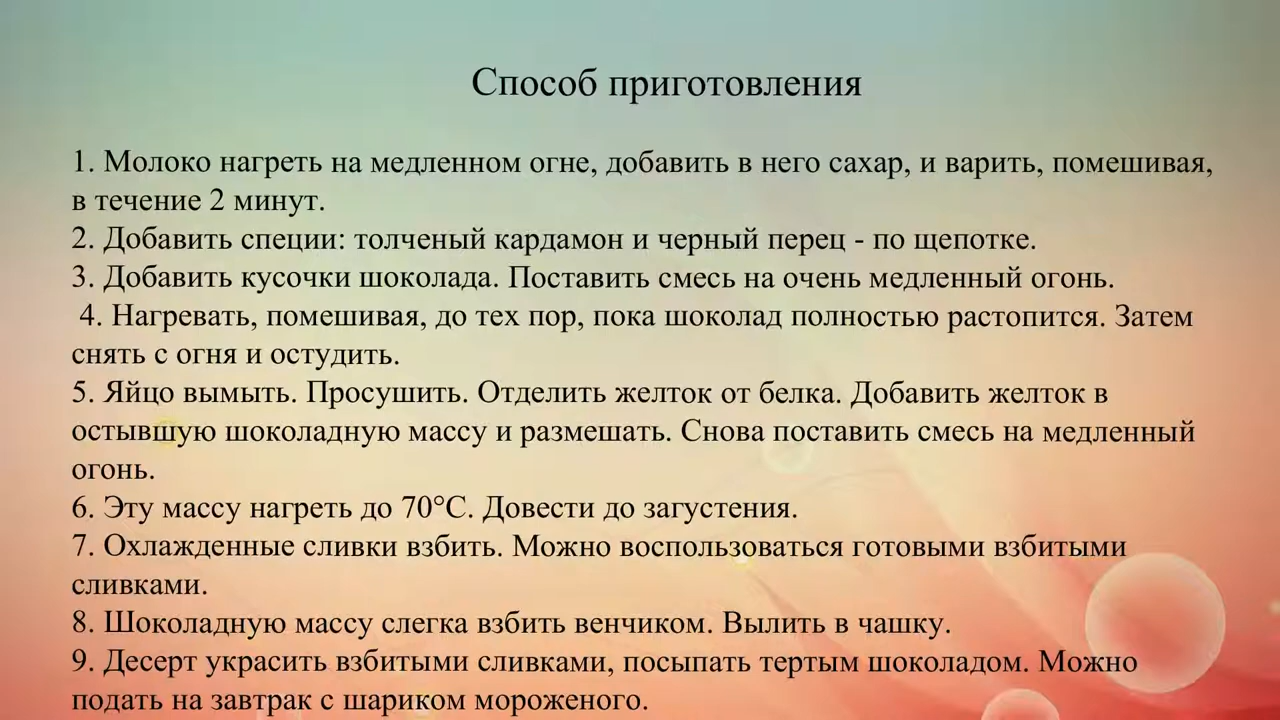 Способ приготовления
1. Молоко нагреть на медленном огне, добавить в него сахар, и варить, помешивая,
в течение 2 минут.
2. Добавить специи: толченый кардамон и черный перец - по щепотке.
3. Добавить кусочки шоколада. Поставить смесь на очень медленный огонь.
4. Нагревать, помешивая, до тех пор, пока шоколад полностью растопится. Затем
снять с огня и остудить.
5. Яйцо вымыть. Просушить. Отделить желток от белка. Добавить желток в
остывшую шоколадную массу и размешать. Снова поставить смесь на медленный
огонь.
6. Эту массу нагреть до 70°С. Довести до загустения.
7. Охлажденные сливки взбить. Можно воспользоваться готовыми взбитыми
сливками.
8. Шоколадную массу слегка взбить венчиком. Вылить в чашку.
9. Десерт украсить взбитыми сливками, посыпать тертым шоколадом. Можно
подать на завтрак с шариком мороженого.